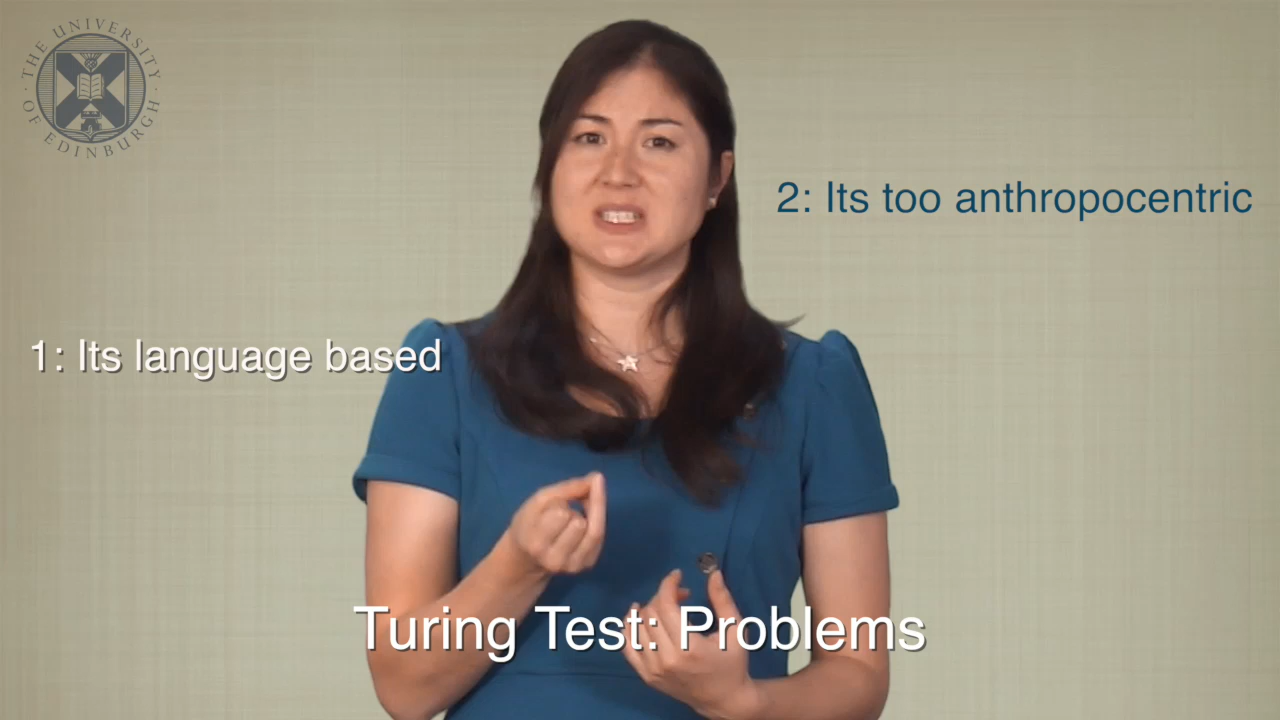 THE UNIVERSITY
OF EDINBURGH
2: Its too anthropocentric
1: Its language based
Turing Test: Problems